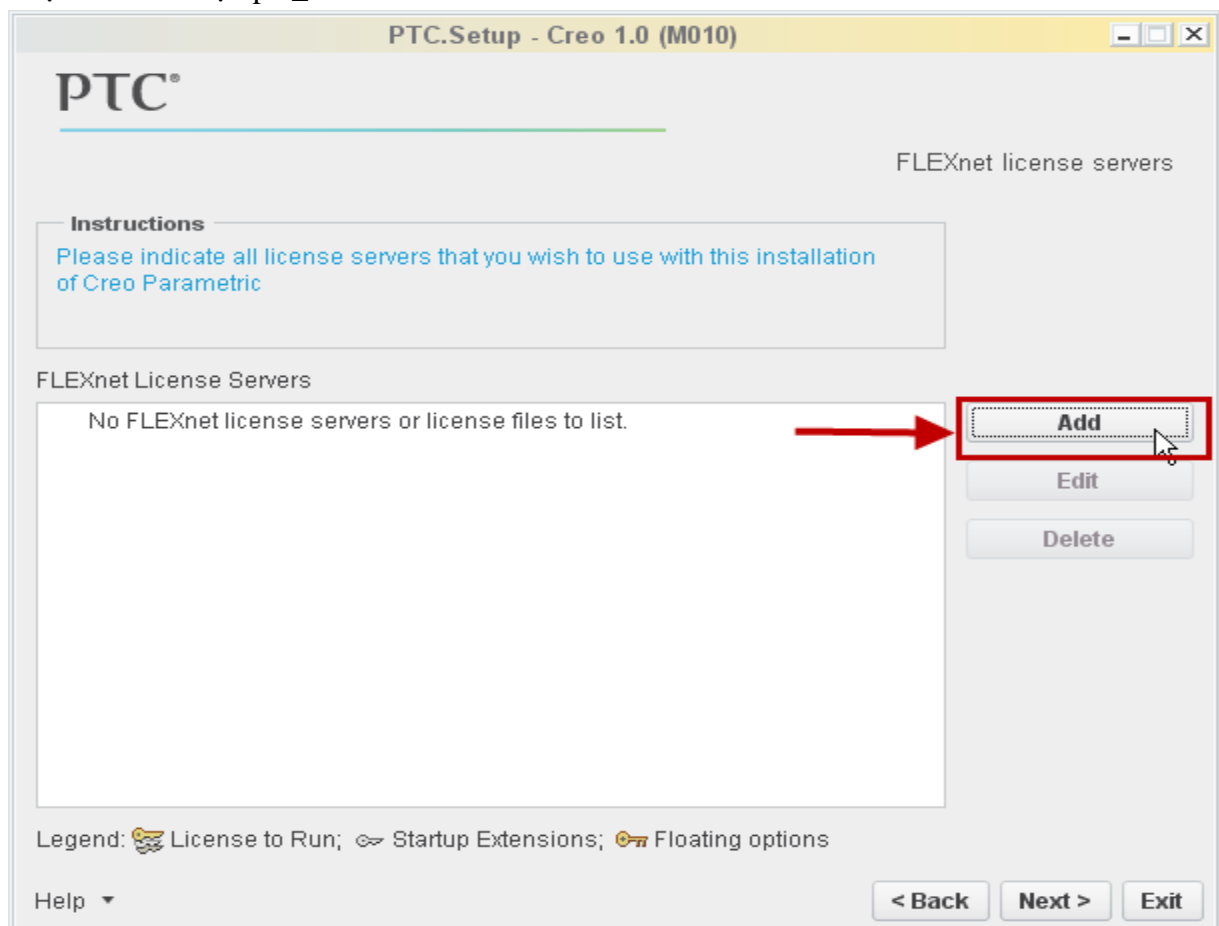 PTC.Setup - Creo 1.0 (M010)
PTC®
FLEXnet license servers
Instructions
Please indicate all license servers that you wish to use with this installation
of Creo Parametric
FLEXnet License Servers
No FLEXnet license servers or license files to list.
Add
Edit
Delete
Legend: License to Run; Startup Extensions; Floating options
Help
< Back Next > Exit